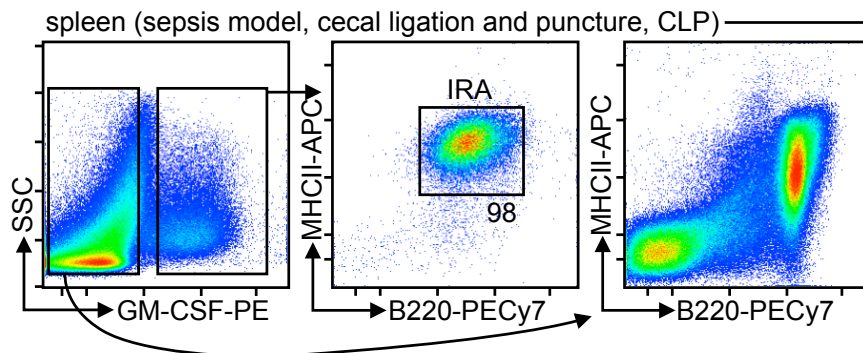 spleen (sepsis model, cecal ligation and puncture, CLP)
SSC
GM-CSF-PE
MHCII-APC
IRA
98
B220-PECy7
MHCII-APC
B220-PECy7